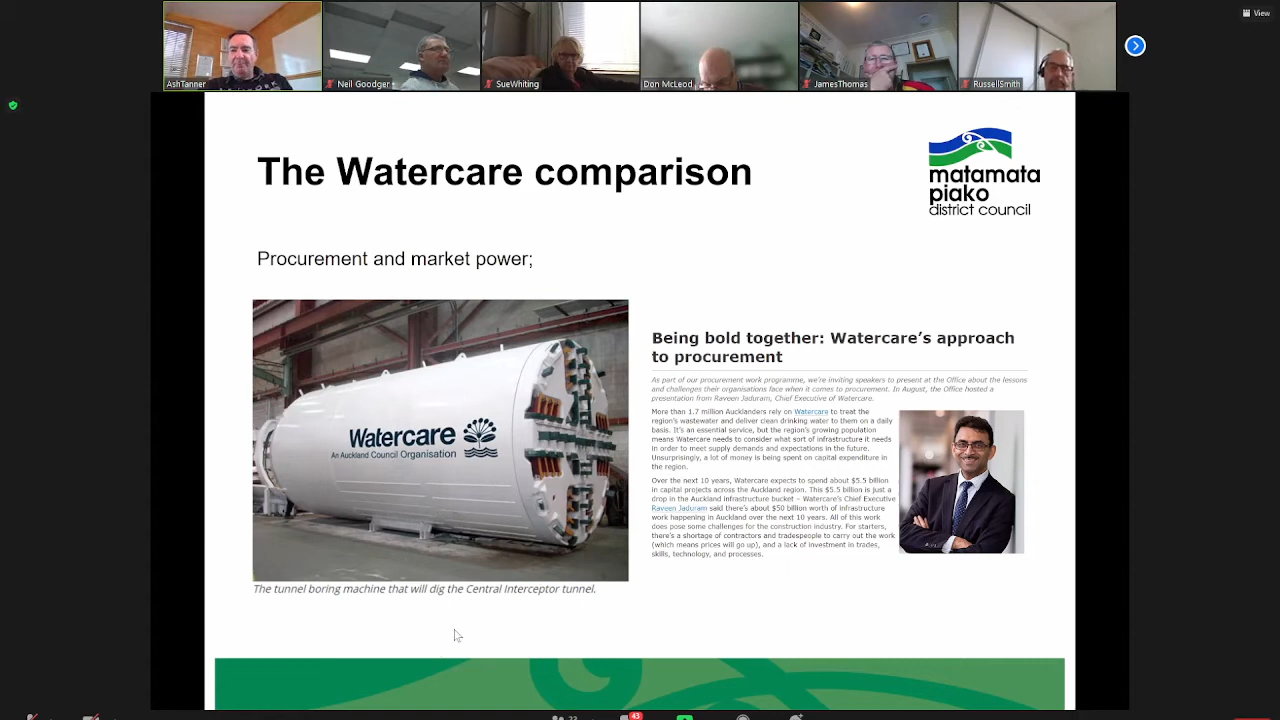 View
AshTanner
Neil Goodger
SueWhiting
Don McLeod
JamesThomas
RussellSmith
The Watercare comparison
matamata
piako
district council
Procurement and market power;
Watercare
An Auckland Council Organisation
The tunnel boring machine that will dig the Central Interceptor tunnel.
Being bold together: Watercare's approach
to procurement
As part of our procurement work programme, we're inviting speakers to present at the Office about the lessons
and challenges their organisations face when it comes to procurement. In August, the Office hosted a
presentation from Raveen Jaduram, Chief Executive of Watercare.
More than 1.7 million Aucklanders rely on Watercare to treat the
region's wastewater and deliver clean drinking water to them on a daily
basis. It's an essential service, but the region's growing population
means Watercare needs to consider what sort of infrastructure it needs
in order to meet supply demands and expectations in the future.
Unsurprisingly, a lot of money is being spent on capital expenditure in
the region.
Over the next 10 years, Watercare expects to spend about $5.5 billion
in capital projects across the Auckland region. This $5.5 billion is just a
drop in the Auckland infrastructure bucket – Watercare's Chief Executive
Raveen Jaduram said there's about $50 billion worth of infrastructure
work happening in Auckland over the next 10 years. All of this work
does pose some challenges for the construction industry. For starters,
there's a shortage of contractors and tradespeople to carry out the work
(which means prices will go up), and a lack of investment in trades,
skills, technology, and processes.
43